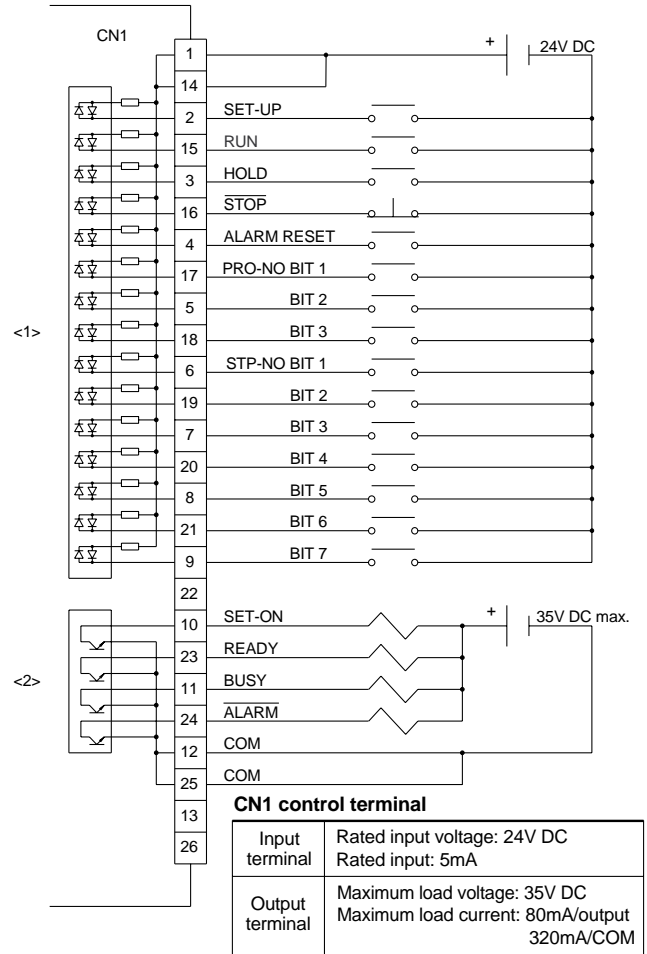 CN1
1
+
24V DC
14
2
SET-UP
15
RUN
3
HOLD
16
STOP
4
ALARM RESET
17
PRO-NO BIT 1
5
BIT 2
<1>
18
BIT 3
6
STP-NO BIT 1
19
BIT 2
7
BIT 3
20
BIT 4
8
BIT 5
21
BIT 6
9
BIT 7
22
10
SET-ON
+
35V DC max.
23
READY
<2>
11
BUSY
24
ALARM
12
COM
25
COM
13
26
CN1 control terminal
Input terminal
Rated input voltage: 24V DC
Rated input: 5mA
Output terminal
Maximum load voltage: 35V DC
Maximum load current: 80mA/output
320mA/COM